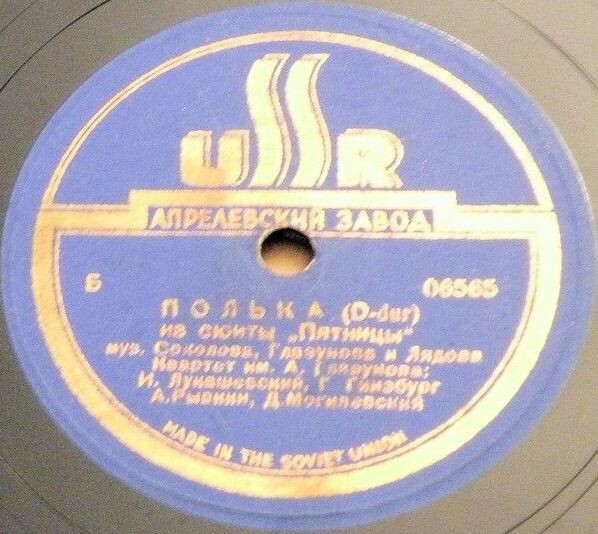 USSR
АПРЕЛЕВСКИЙ ЗАВОД
Б 06565
ПОЛЬКА (D-dur)
из сюиты „Пятницы“
муз. Соколова, Глазунова и Лядова
Квартет им. А. Глазунова:
И. Лукашевский, Г. Гинзбург
А. Рывкин, Д. Могилевский
MADE IN THE SOVIET UNION